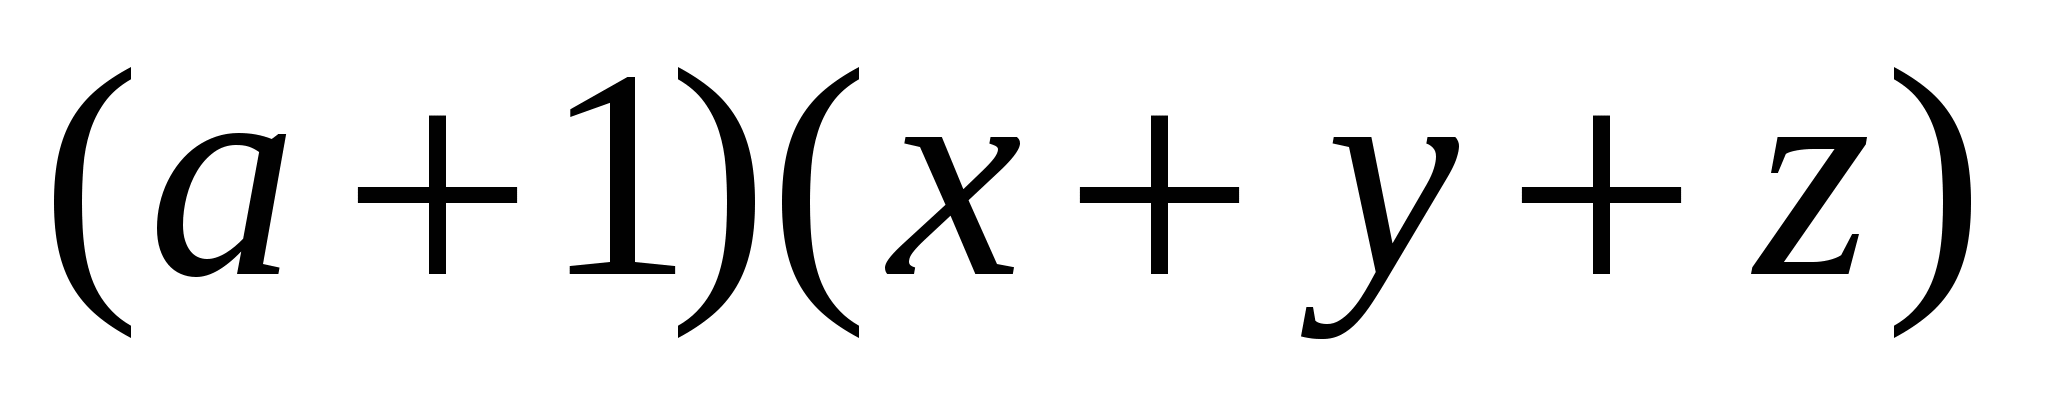 (a + 1)(x + y + z)